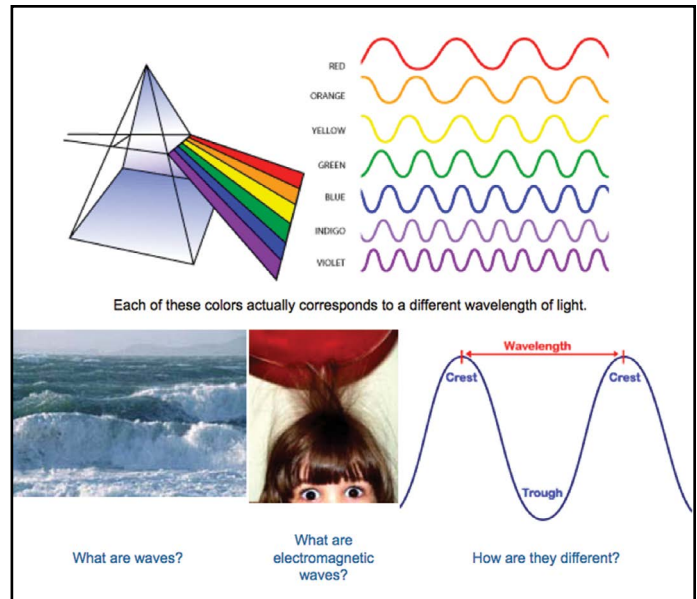 RED
ORANGE
YELLOW
GREEN
BLUE
INDIGO
VIOLET
Each of these colors actually corresponds to a different wavelength of light.
Wavelength
Crest
Crest
Trough
What are waves?
What are
electromagnetic
waves?
How are they different?